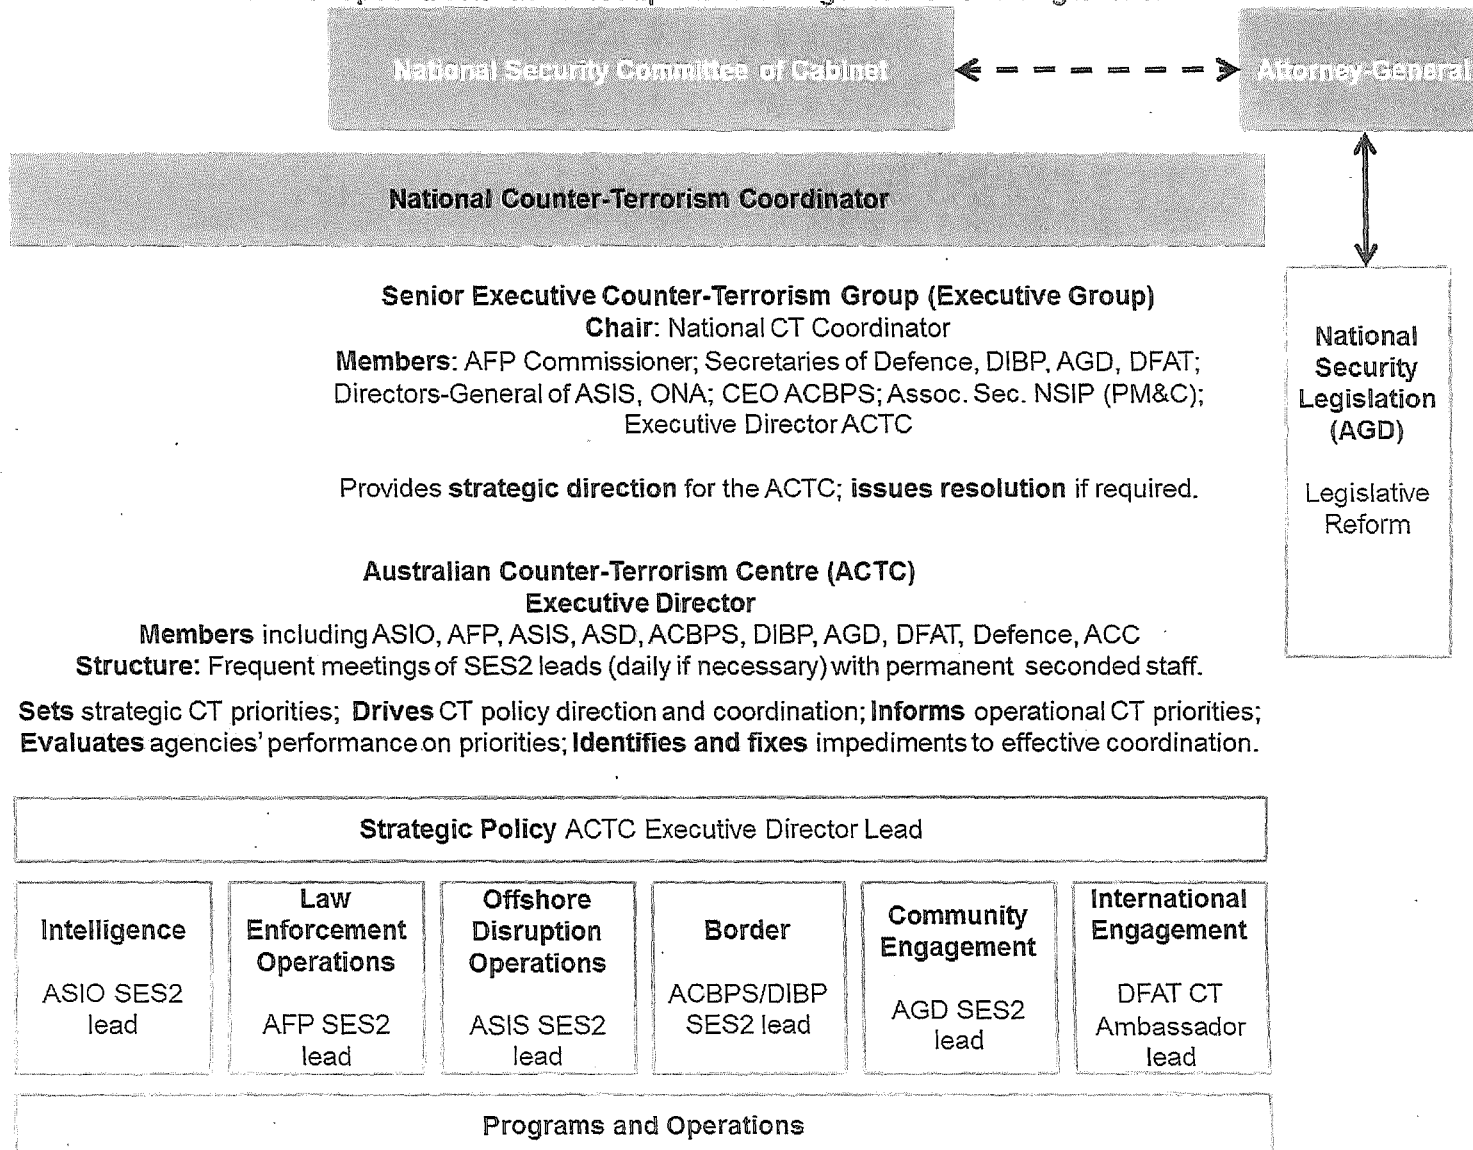 National Security Committee of Cabinet
Attorney-General
National Counter-Terrorism Coordinator
Senior Executive Counter-Terrorism Group (Executive Group)
Chair: National CT Coordinator
Members: AFP Commissioner; Secretaries of Defence, DIBP, AGD, DFAT;
Directors-General of ASIS, ONA; CEO ACBPS; Assoc. Sec. NSIP (PM&C);
Executive Director ACTC
Provides strategic direction for the ACTC; issues resolution if required.
National
Security
Legislation
(AGD)
Legislative
Reform
Australian Counter-Terrorism Centre (ACTC)
Executive Director
Members including ASIO, AFP, ASIS, ASD, ACBPS, DIBP, AGD, DFAT, Defence, ACC
Structure: Frequent meetings of SES2 leads (daily if necessary) with permanent seconded staff.
Sets strategic CT priorities; Drives CT policy direction and coordination; Informs operational CT priorities;
Evaluates agencies' performance on priorities; Identifies and fixes impediments to effective coordination.
Strategic Policy ACTC Executive Director Lead
Intelligence
ASIO SES2
lead
Law
Enforcement
Operations
AFP SES2
lead
Offshore
Disruption
Operations
ASIS SES2
lead
Border
ACBPS/DIBP
SES2 lead
Community
Engagement
AGD SES2
lead
International
Engagement
DFAT CT
Ambassador
lead
Programs and Operations